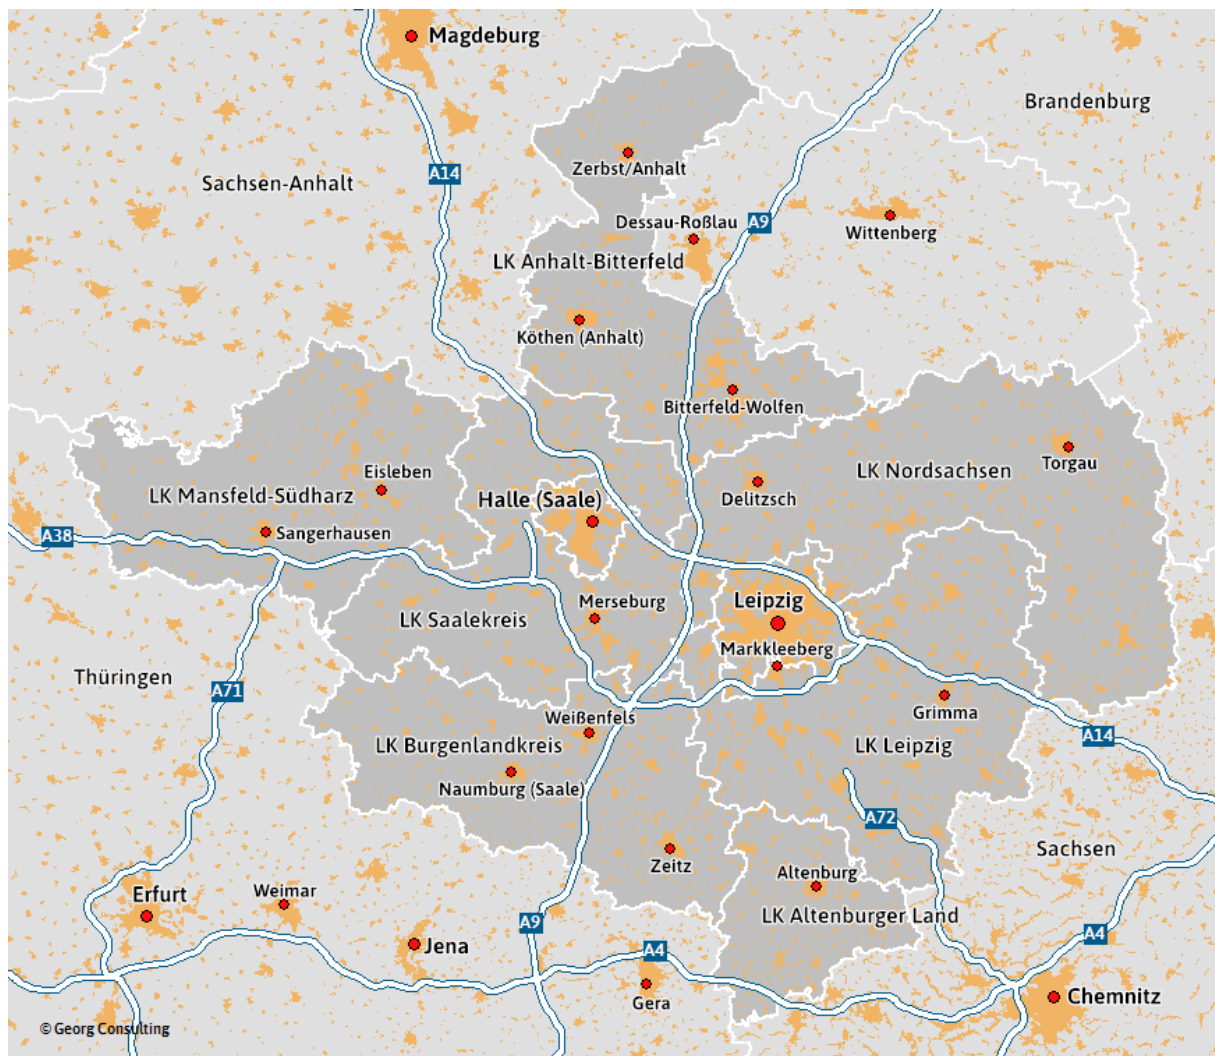 Magdeburg
Brandenburg
Zerbst/Anhalt
A14
Sachsen-Anhalt
Dessau-Roßlau
A9
Wittenberg
LK Anhalt-Bitterfeld
Köthen (Anhalt)
Bitterfeld-Wolfen
Torgau
Eisleben
LK Nordsachsen
LK Mansfeld-Südharz
Halle (Saale)
Delitzsch
A38
Sangerhausen
Merseburg
Leipzig
LK Saalekreis
Markkleeberg
Thüringen
A71
Grimma
Weißenfels
A14
LK Burgenlandkreis
LK Leipzig
Naumburg (Saale)
A72
Sachsen
Zeitz
Altenburg
Erfurt
Weimar
LK Altenburger Land
A9
A4
Jena
A4
Gera
Chemnitz
© Georg Consulting